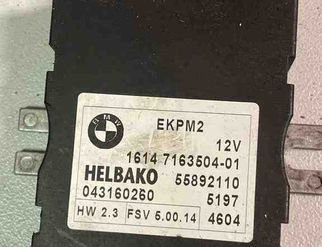 BMW
EKPM2
12V
1614 7163504-01
HELBAKO 55892110
043160260 5197
HW 2.3 FSV 5.00.14 4604